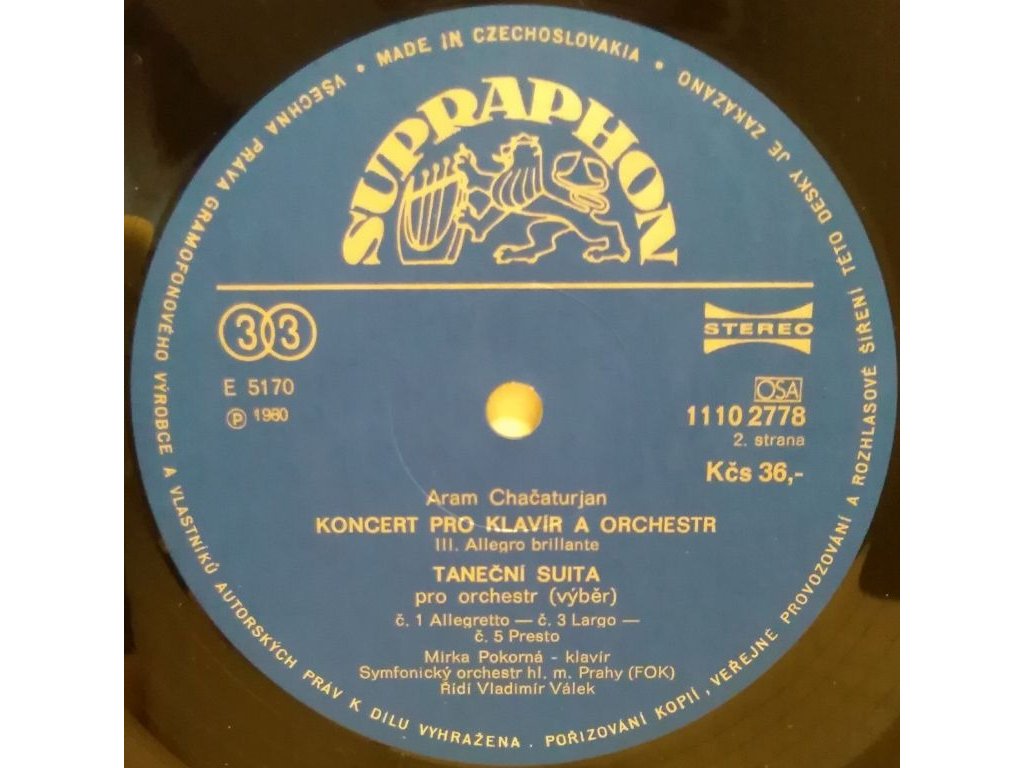 MADE IN CZECHOSLOVAKIA • VŠECHNA PRÁVA GRAMOFONOVÉHO VÝROBCE A VLASTNÍKŮ AUTORSKÝCH PRÁV K DÍLU VYHRAŽENA . POŘIZOVÁNÍ KOPIÍ, VEŘEJNÉ PROVOZOVÁNÍ A ROZHLASOVÉ ŠÍŘENÍ TÉTO DESKY JE ZAKÁZÁNO •
SUPRAPHON
33
STEREO
E 5170
OSA
Ⓟ 1980
1110 2778
2. strana
Kčs 36,-
Aram Chačaturjan
KONCERT PRO KLAVÍR A ORCHESTR
III. Allegro brillante
TANEČNÍ SUITA
pro orchestr (výběr)
č. 1 Allegretto — č. 3 Largo —
č. 5 Presto
Mirka Pokorná - klavír
Symfonický orchestr hl. m. Prahy (FOK)
Řídí Vladimír Válek